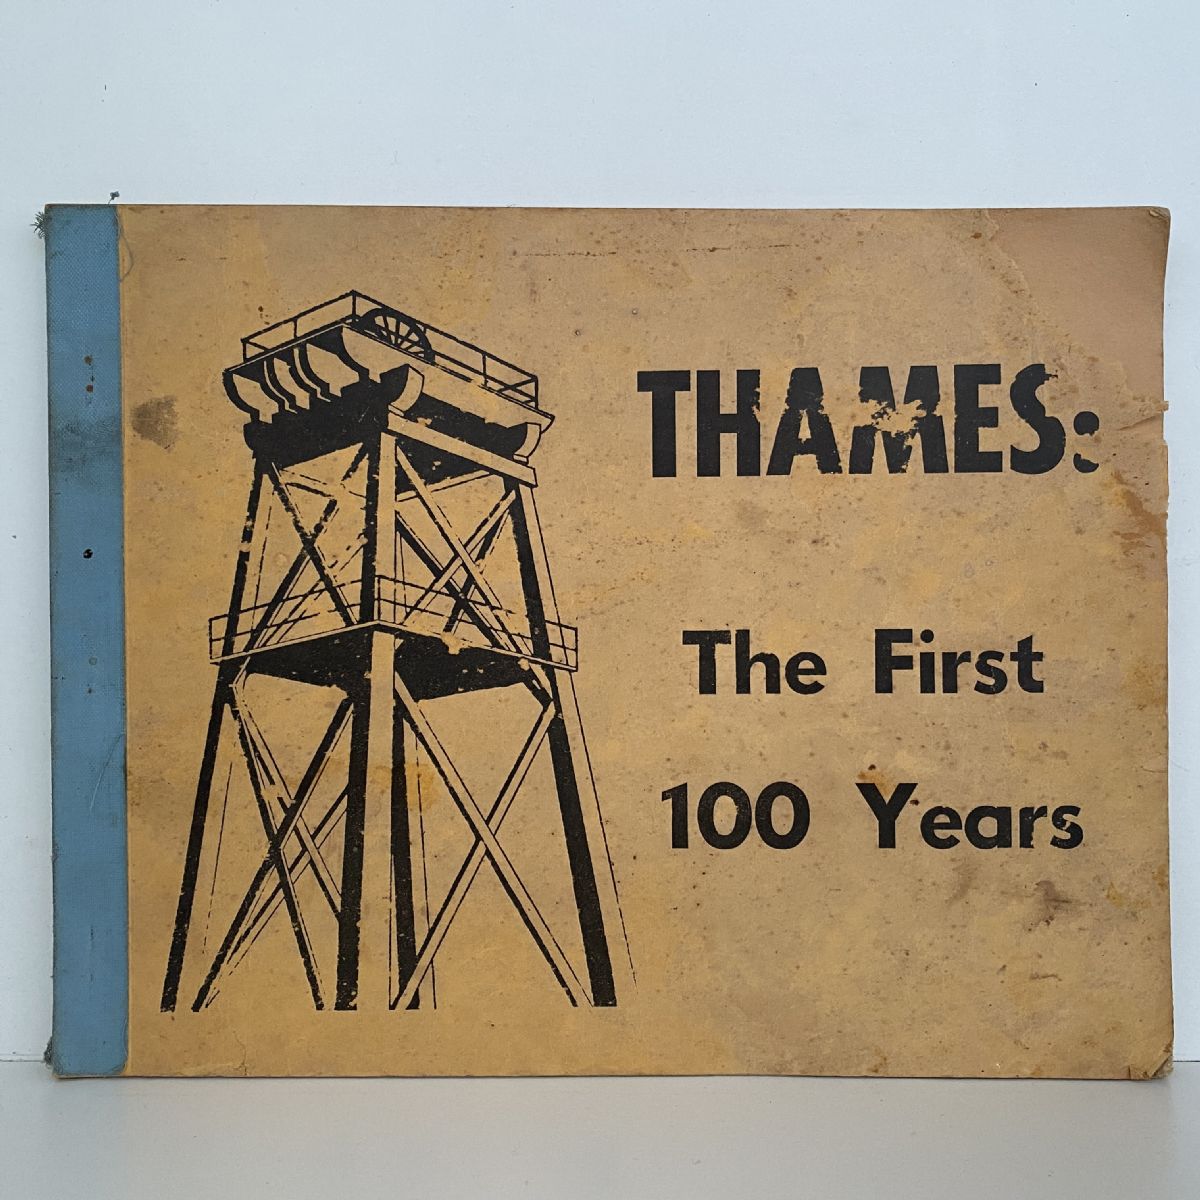 THAMES:
The First
100 Years